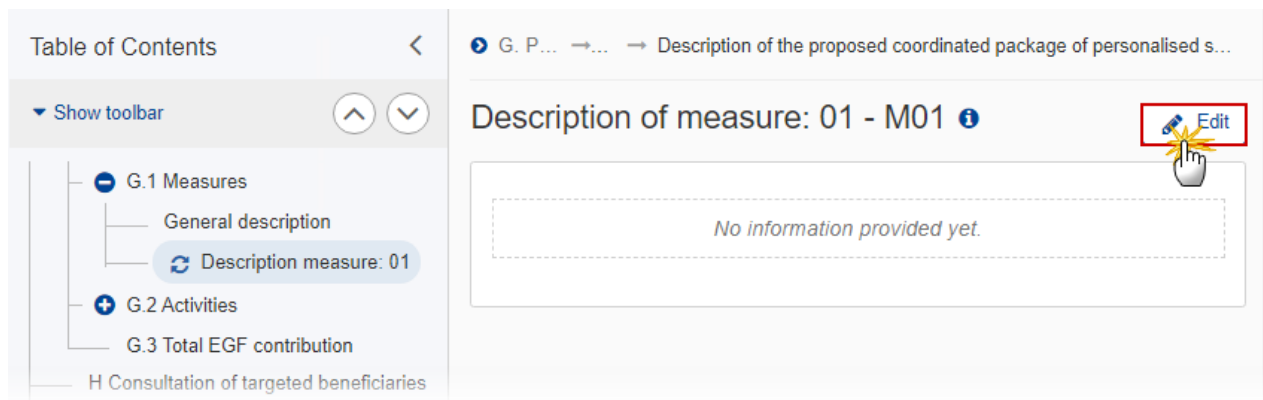 Table of Contents
Show toolbar
G.1 Measures
General description
Description measure: 01
G.2 Activities
G.3 Total EGF contribution
H Consultation of targeted beneficiaries
G. P... →... → Description of the proposed coordinated package of personalised s...
Description of measure: 01 - M01
Edit
No information provided yet.